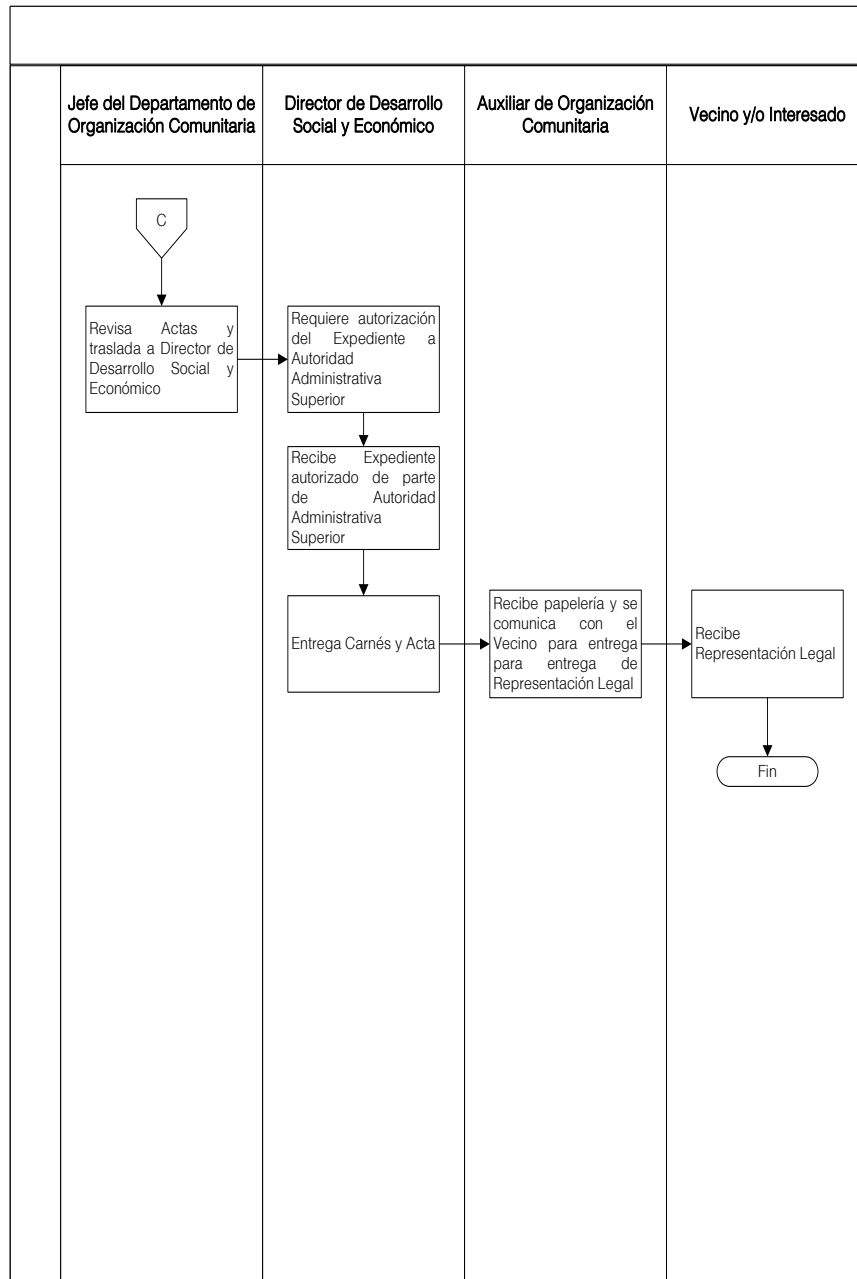 Jefe del Departamento de
Organización Comunitaria
Director de Desarrollo
Social y Económico
Auxiliar de Organización
Comunitaria
Vecino y/o Interesado
C
Revisa Actas y
traslada a Director de
Desarrollo Social y
Económico
Requiere autorización
del Expediente a
Autoridad
Administrativa
Superior
Recibe Expediente
autorizado de parte
de Autoridad
Administrativa
Superior
Entrega Carnés y Acta
Recibe papelería y se
comunica con el
Vecino para entrega
para entrega de
Representación Legal
Recibe
Representación Legal
Fin